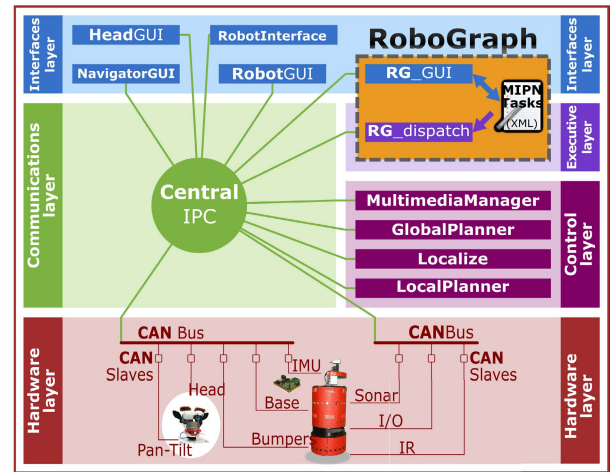 Interfaces
layer
HeadGUI
RobotInterface
NavigatorGUI
RobotGUI
RoboGraph
RG_GUI
MIPN
Tasks
(XML)
RG_dispatch
Interfaces
layer
Executive
layer
Communications
layer
Central
IPC
MultimediaManager
GlobalPlanner
Localize
LocalPlanner
Control
layer
Hardware
layer
CAN Bus
CAN
Slaves
IMU
Head
Base
Pan-Tilt
Bumpers
CANBus
CAN
Slaves
Sonar
I/O
IR
Hardware
layer